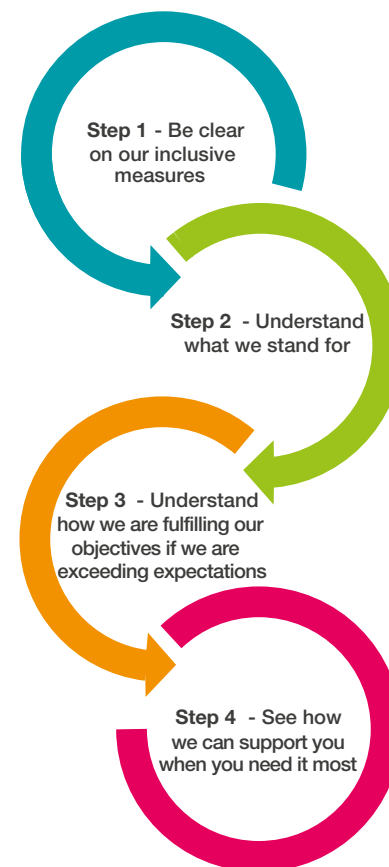 Step 1 - Be clear
on our inclusive
measures
Step 2 - Understand
what we stand for
Step 3 - Understand
how we are fulfilling our
objectives if we are
exceeding expectations
Step 4 - See how
we can support you
when you need it most